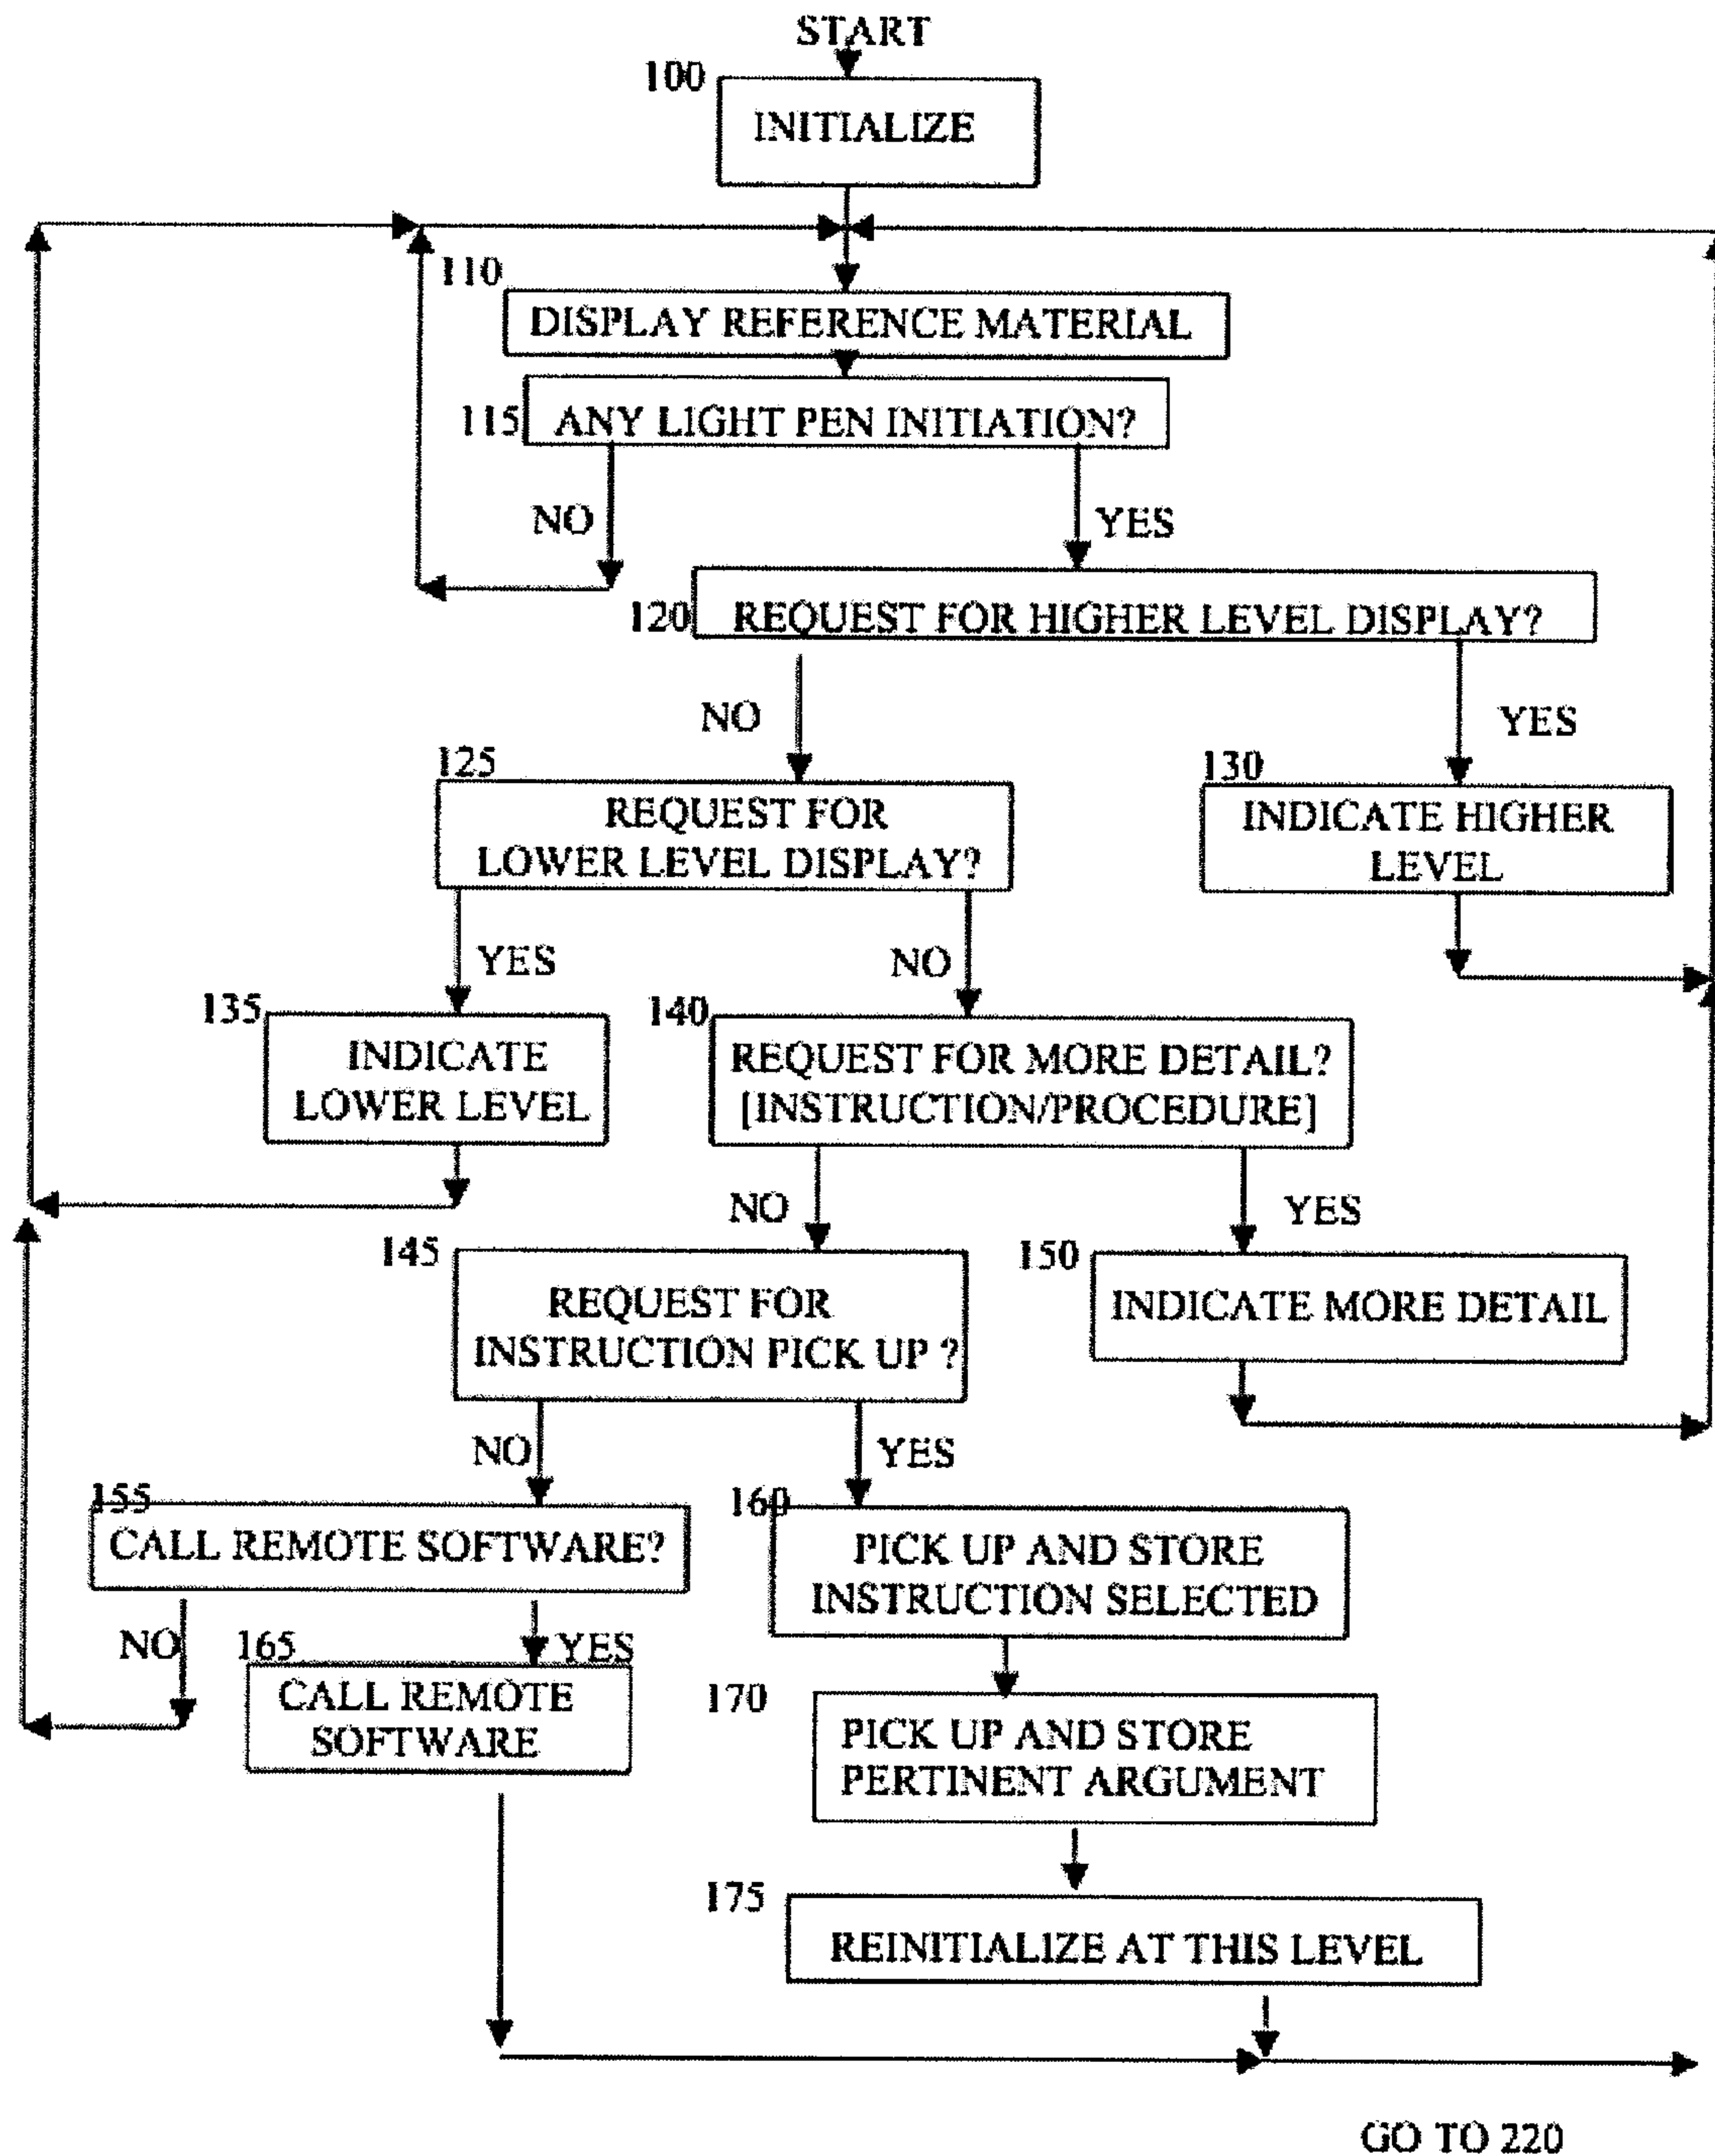 START
100
INITIALIZE
110
DISPLAY REFERENCE MATERIAL
115
ANY LIGHT PEN INITIATION?
NO
YES
120
REQUEST FOR HIGHER LEVEL DISPLAY?
NO
YES
125
REQUEST FOR
LOWER LEVEL DISPLAY?
130
INDICATE HIGHER
LEVEL
YES
NO
135
INDICATE
LOWER LEVEL
140
REQUEST FOR MORE DETAIL?
[INSTRUCTION/PROCEDURE]
NO
YES
145
REQUEST FOR
INSTRUCTION PICK UP ?
150
INDICATE MORE DETAIL
NO
YES
155
CALL REMOTE SOFTWARE?
160
PICK UP AND STORE
INSTRUCTION SELECTED
NO
YES
165
CALL REMOTE
SOFTWARE
170
PICK UP AND STORE
PERTINENT ARGUMENT
175
REINITIALIZE AT THIS LEVEL
GO TO 220